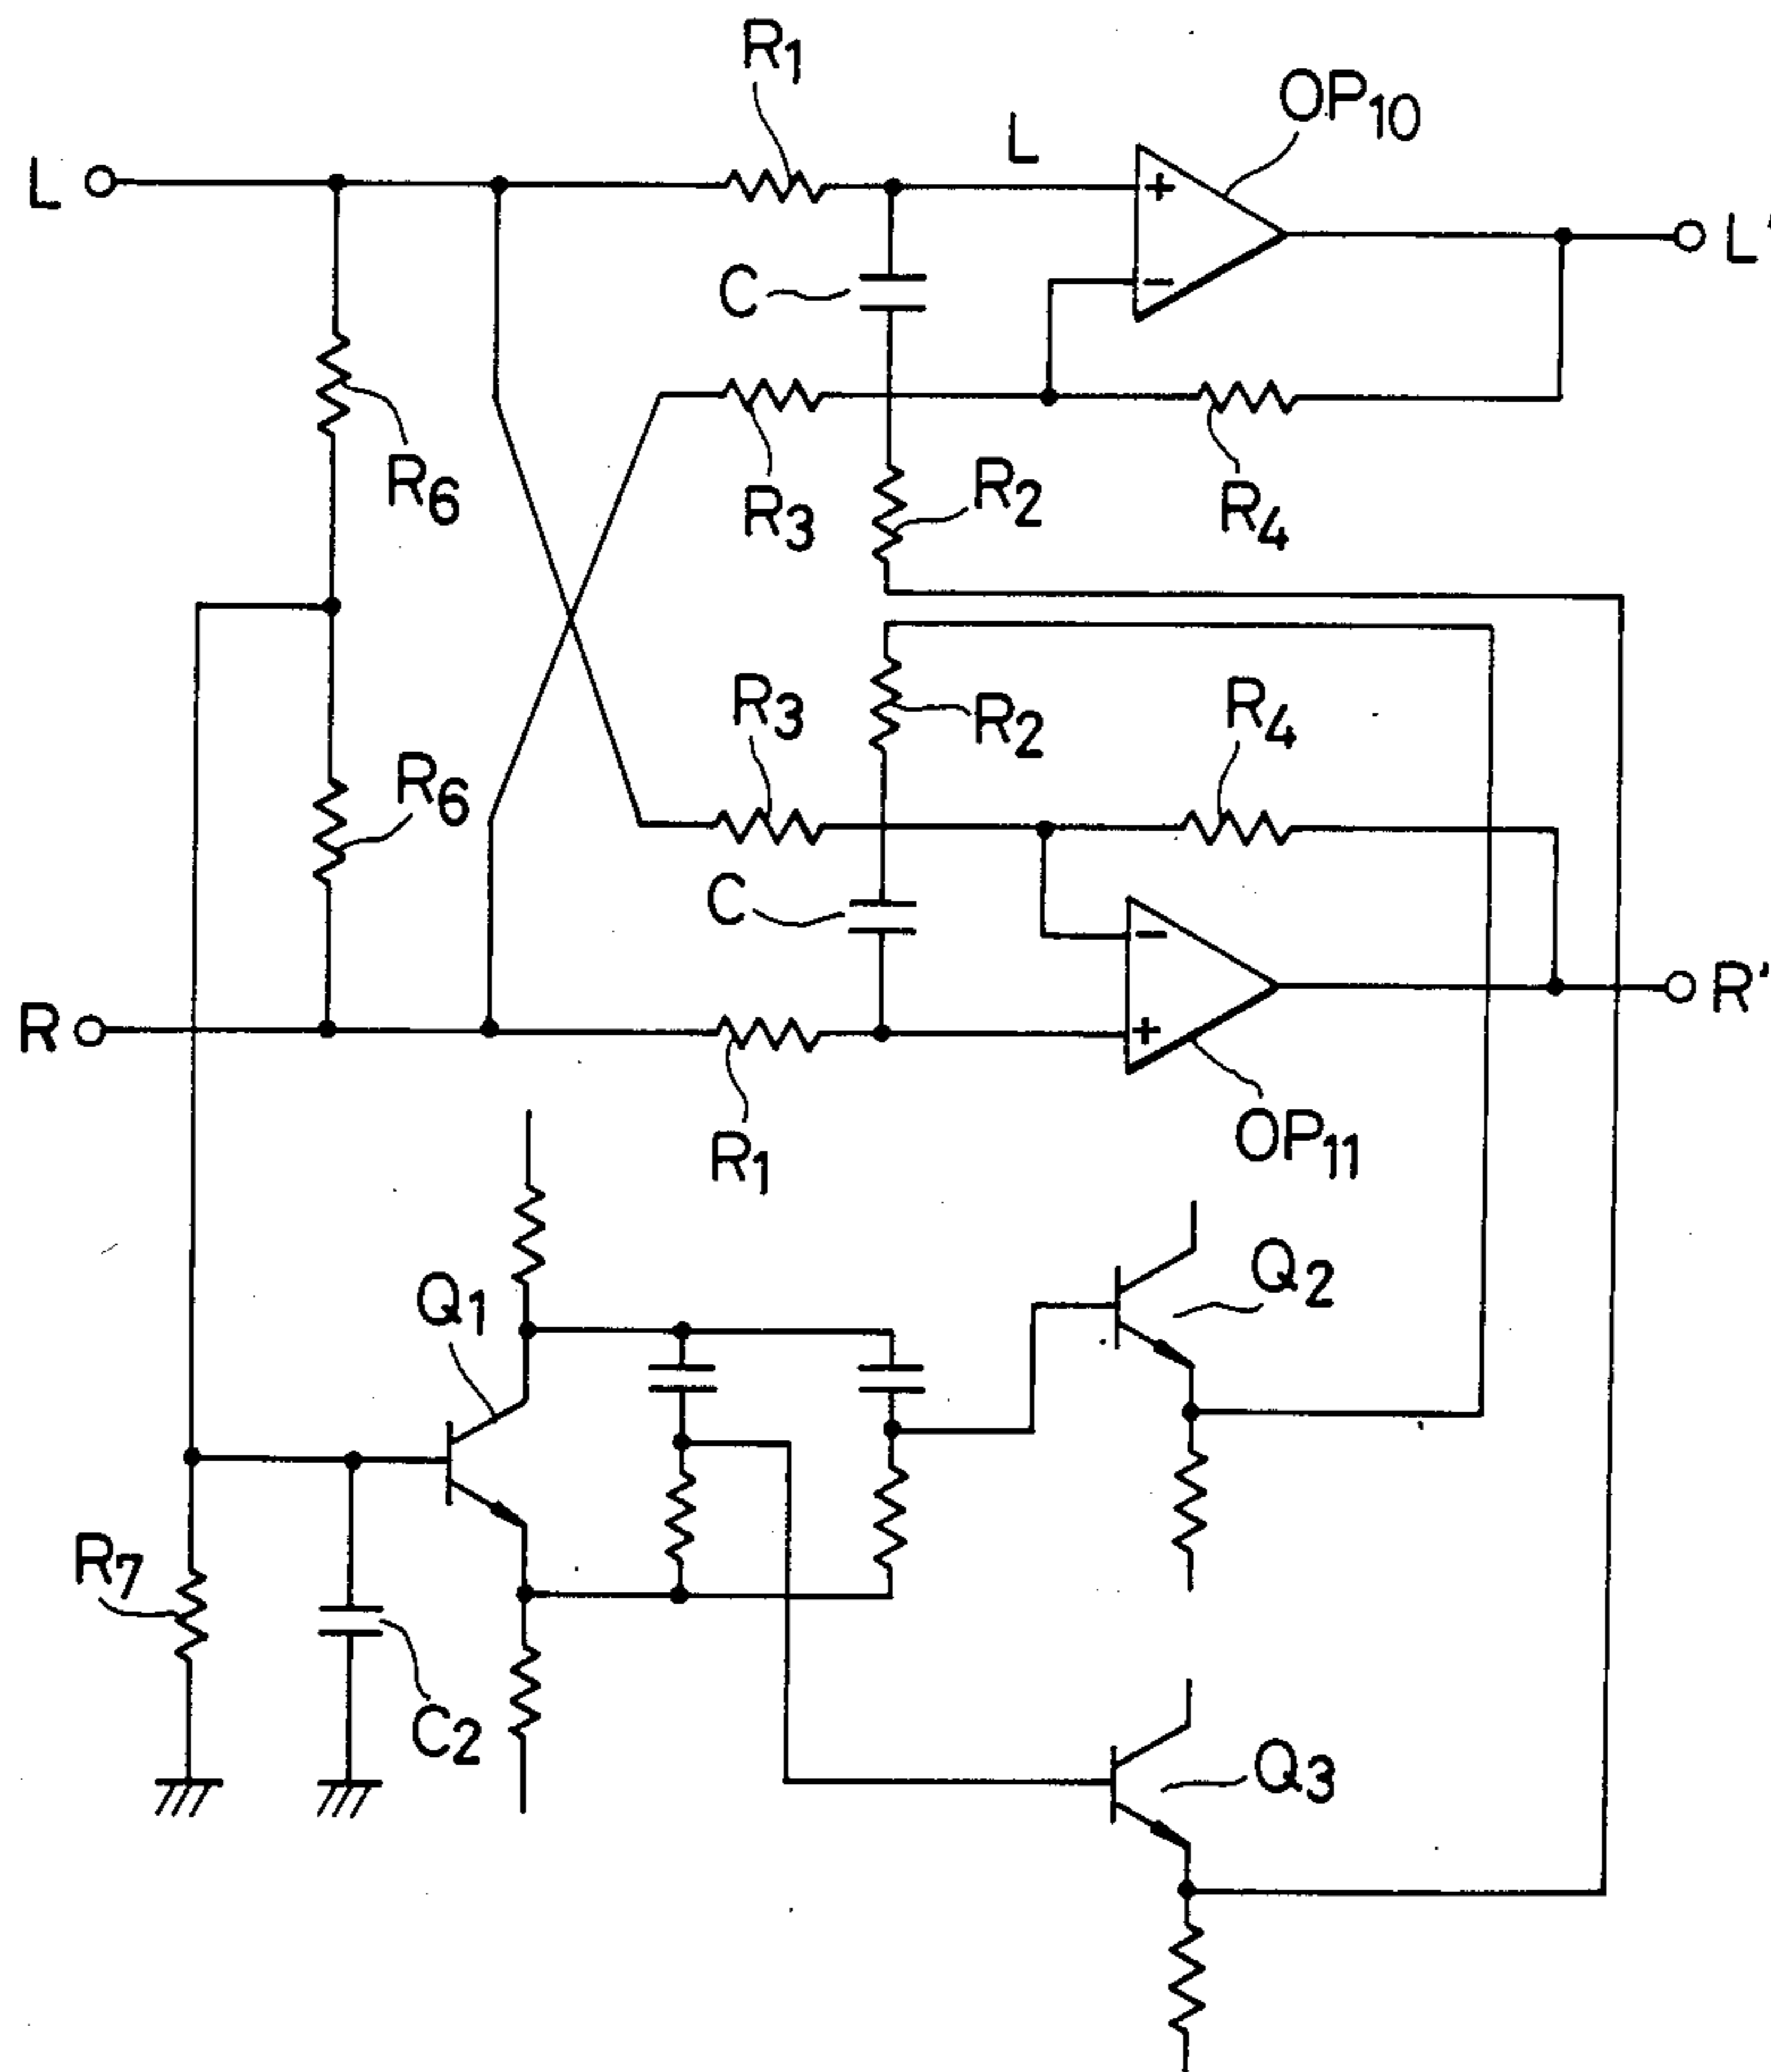 R1
OP10
L
L
L'
C
R6
R3
R2
R4
R3
R2
R4
R6
C
R
R'
R1
OP11
Q1
Q2
R7
C2
Q3
+
−
−
+